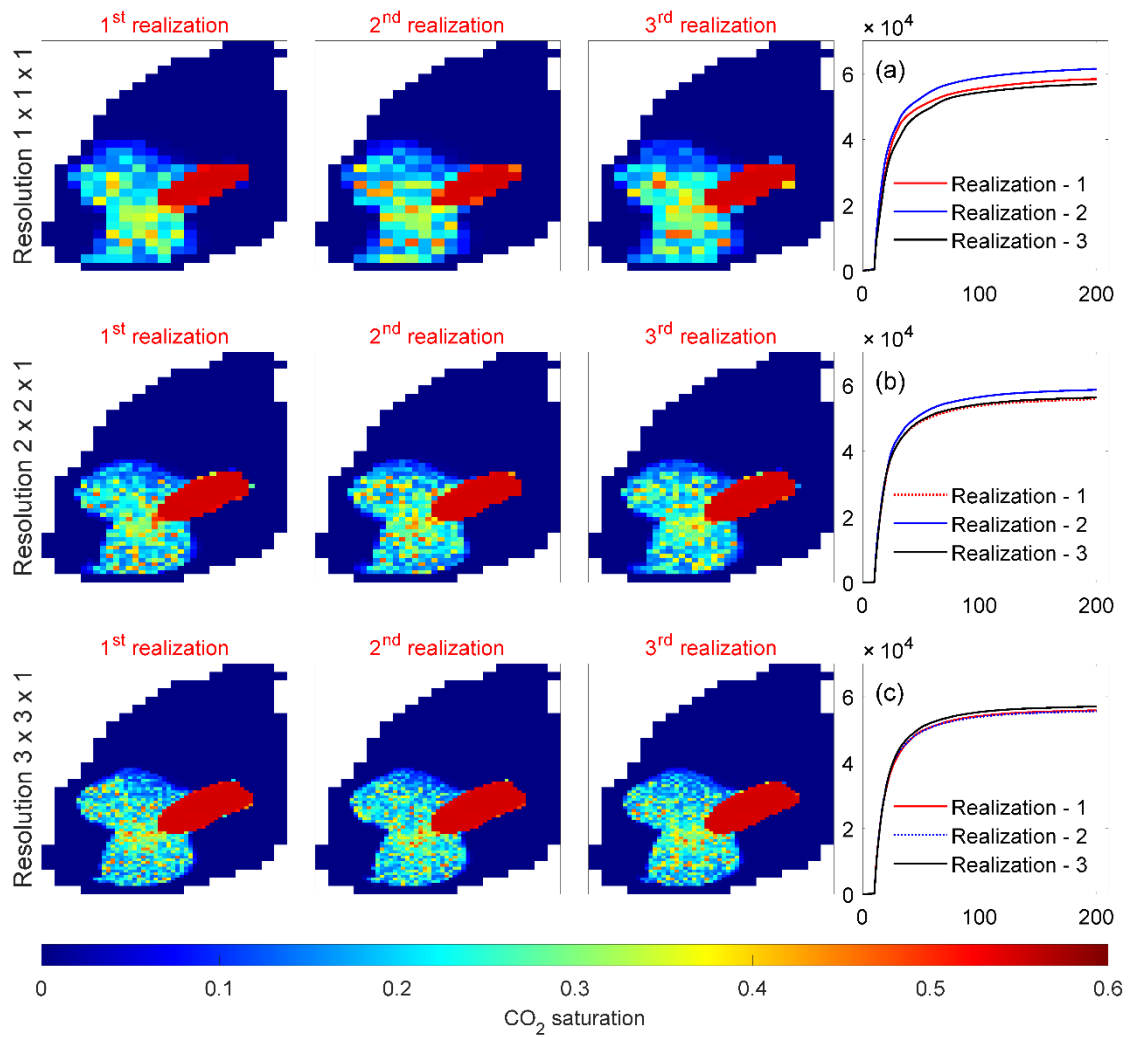 1st realization
2nd realization
3rd realization
× 10^4
Resolution 1 x 1 x 1
(a)
6
4
2
0
Realization - 1
Realization - 2
Realization - 3
0 100 200
1st realization
2nd realization
3rd realization
× 10^4
Resolution 2 x 2 x 1
(b)
6
4
2
0
Realization - 1
Realization - 2
Realization - 3
0 100 200
1st realization
2nd realization
3rd realization
× 10^4
Resolution 3 x 3 x 1
(c)
6
4
2
0
Realization - 1
Realization - 2
Realization - 3
0 100 200
0 0.1 0.2 0.3 0.4 0.5 0.6
CO2 saturation